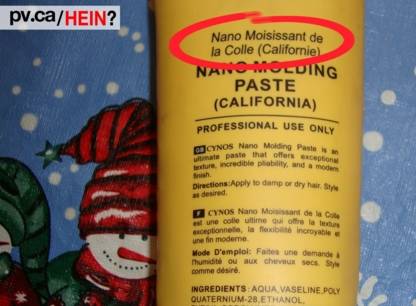 pv.ca/HEIN?
Nano Moisissant de
la Colle (Californie)
NANO MOLDING
PASTE
(CALIFORNIA)
PROFESSIONAL USE ONLY
GB CYNOS Nano Molding Paste is an
ultimate paste that offers exceptional
texture, incredible pliability, and a modern
finish.
Directions:Apply to damp or dry hair. Style
as desired.
F CYNOS Nano Moisissant de la Colle
est une colle ultime qui offre la texture
exceptionelle, la flexibilité incroyable et
une fin moderne.
Mode D'emploi: Faites une demande à
l'humidité ou aux cheveux secs. Style
comme désiré.
INGREDIENTS: AQUA,VASELINE,POLY
QUATERNIUM-28,ETHANOL,